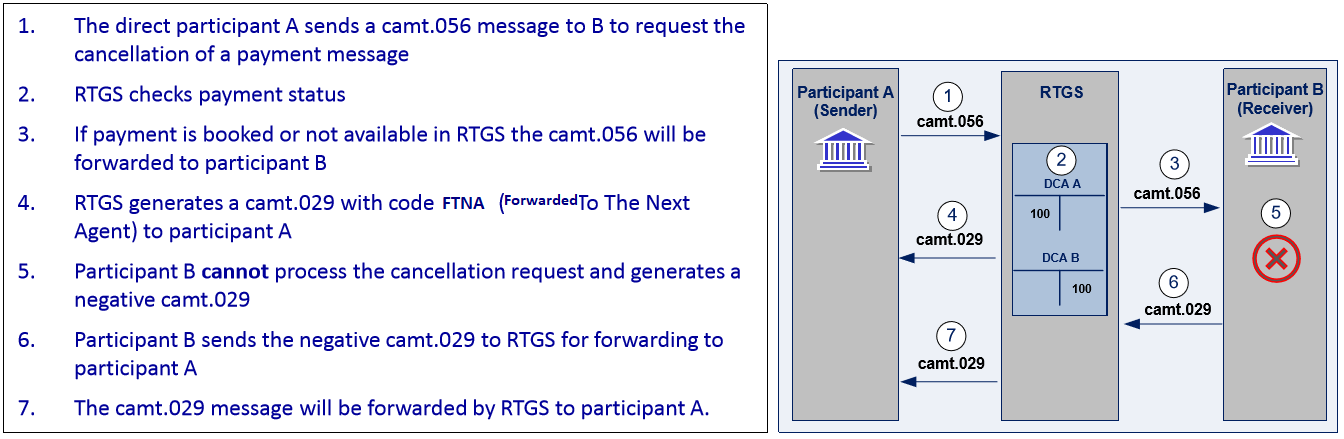 1. The direct participant A sends a camt.056 message to B to request the
cancellation of a payment message
2. RTGS checks payment status
3. If payment is booked or not available in RTGS the camt.056 will be
forwarded to participant B
4. RTGS generates a camt.029 with code FTNA (ForwardedTo The Next
Agent) to participant A
5. Participant B cannot process the cancellation request and generates a
negative camt.029
6. Participant B sends the negative camt.029 to RTGS for forwarding to
participant A
7. The camt.029 message will be forwarded by RTGS to participant A.
Participant A
(Sender)
RTGS
Participant B
(Receiver)
1
camt.056
2
DCA A
100
DCA B
100
3
camt.056
4
camt.029
5
6
camt.029
7
camt.029